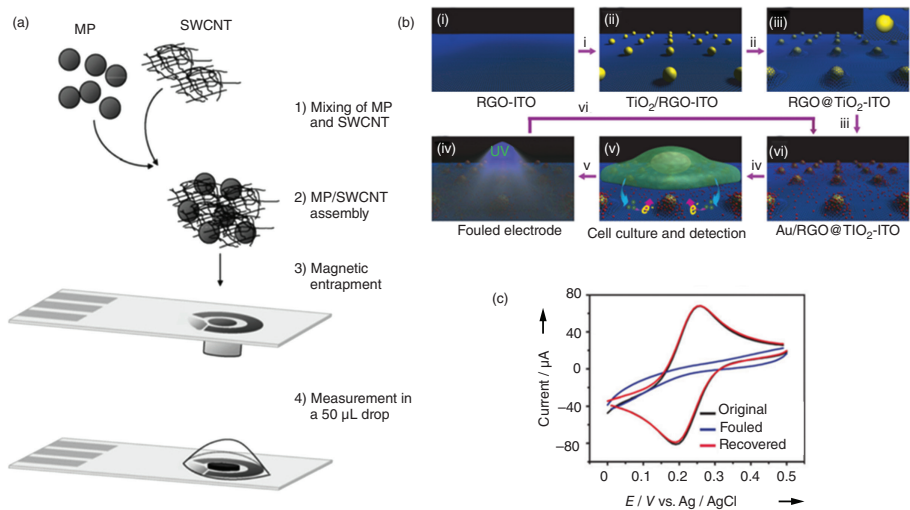 (a)
MP
SWCNT
1) Mixing of MP
and SWCNT
2) MP/SWCNT
assembly
3) Magnetic
entrapment
4) Measurement in
a 50 µL drop
(b)
(i)
i
(ii)
ii
(iii)
RGO-ITO
TiO₂/RGO-ITO
RGO@TiO₂-ITO
vi
iii
(iv)
UV
v
(v)
e
e
iv
(vi)
Fouled electrode
Cell culture and detection
Au/RGO@TIO₂-ITO
(c)
Current / µA
80
40
0
−40
−80
Original
Fouled
Recovered
0 0.1 0.2 0.3 0.4 0.5
E / V vs. Ag / AgCl